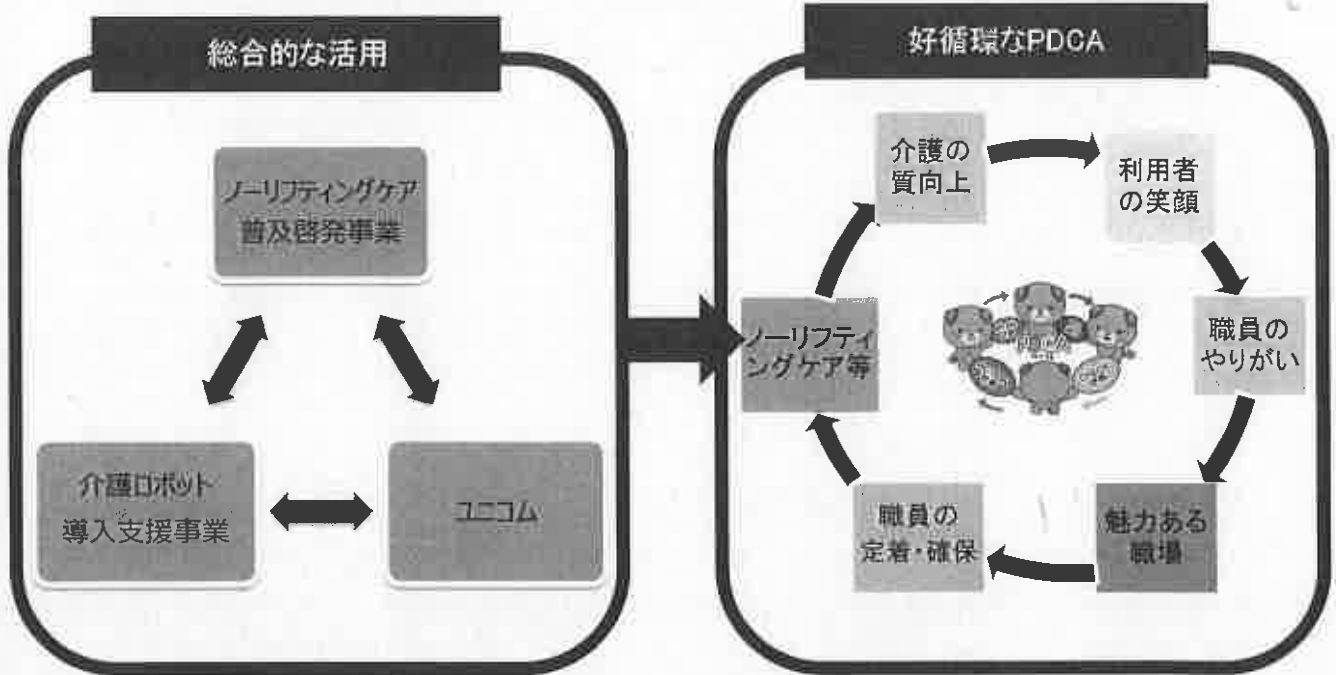 総合的な活用
ノーリフティングケア
普及啓発事業
介護ロボット
導入支援事業
ユニコム
好循環なPDCA
介護の
質向上
利用者
の笑顔
職員の
やりがい
魅力ある
職場
職員の
定着・確保
ノーリフティ
ングケア等
PDCA